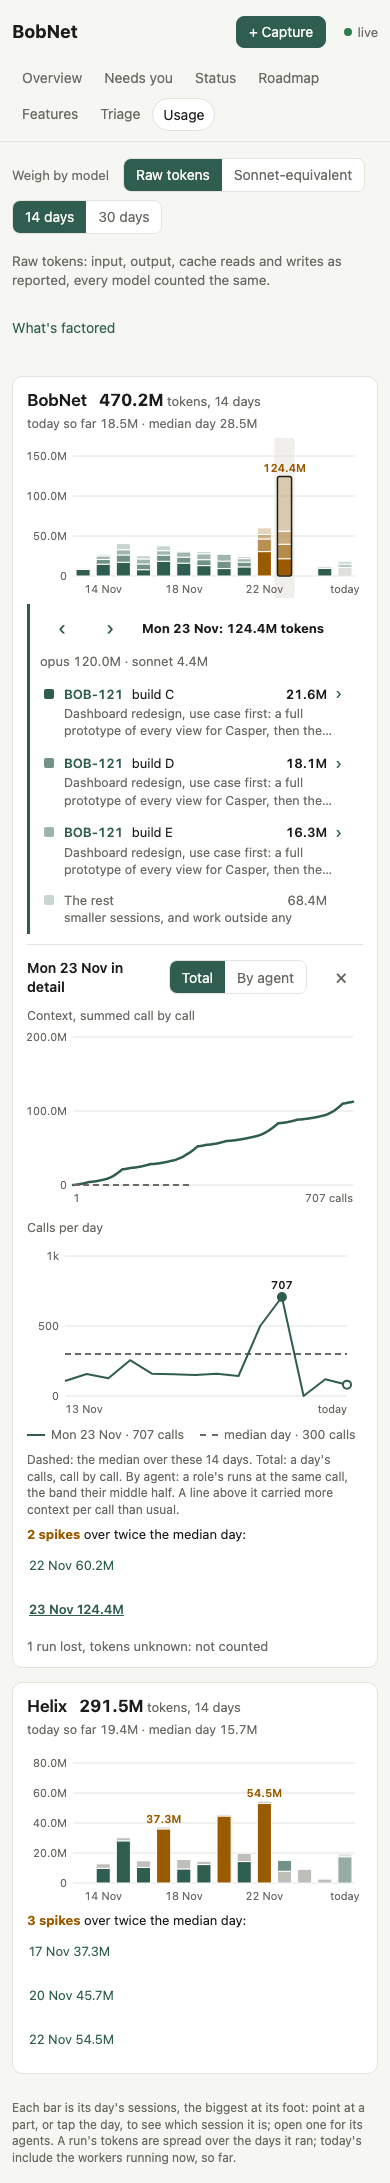 BobNet
+ Capture
live
Overview
Needs you
Status
Roadmap
Features
Triage
Usage
Weigh by model
Raw tokens
Sonnet-equivalent
14 days
30 days
Raw tokens: input, output, cache reads and writes as
reported, every model counted the same.
What's factored
BobNet 470.2M tokens, 14 days
today so far 18.5M · median day 28.5M
150.0M
124.4M
100.0M
50.0M
0
14 Nov
18 Nov
22 Nov
today
‹
›
Mon 23 Nov: 124.4M tokens
opus 120.0M · sonnet 4.4M
BOB-121 build C 21.6M ›
Dashboard redesign, use case first: a full
prototype of every view for Casper, then the…
BOB-121 build D 18.1M ›
Dashboard redesign, use case first: a full
prototype of every view for Casper, then the…
BOB-121 build E 16.3M ›
Dashboard redesign, use case first: a full
prototype of every view for Casper, then the…
The rest 68.4M
smaller sessions, and work outside any
Mon 23 Nov in
detail
Total
By agent
×
Context, summed call by call
200.0M
100.0M
0
1
707 calls
Calls per day
1k
707
500
0
13 Nov
today
Mon 23 Nov · 707 calls
median day · 300 calls
Dashed: the median over these 14 days. Total: a day's
calls, call by call. By agent: a role's runs at the same call,
the band their middle half. A line above it carried more
context per call than usual.
2 spikes over twice the median day:
22 Nov 60.2M
23 Nov 124.4M
1 run lost, tokens unknown: not counted
Helix 291.5M tokens, 14 days
today so far 19.4M · median day 15.7M
80.0M
60.0M
54.5M
40.0M
37.3M
20.0M
0
14 Nov
18 Nov
22 Nov
today
3 spikes over twice the median day:
17 Nov 37.3M
20 Nov 45.7M
22 Nov 54.5M
Each bar is its day's sessions, the biggest at its foot: point at a
part, or tap the day, to see which session it is; open one for its
agents. A run's tokens are spread over the days it ran; today's
include the workers running now, so far.